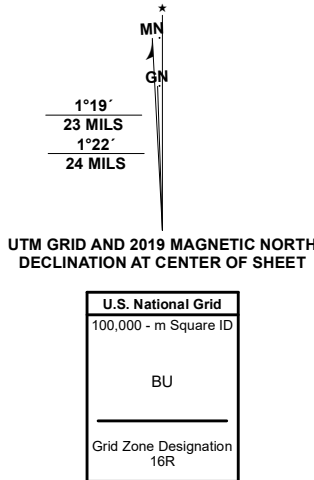 ★
MN
GN
1°19´
23 MILS
1°22´
24 MILS
UTM GRID AND 2019 MAGNETIC NORTH
DECLINATION AT CENTER OF SHEET
U.S. National Grid
100,000 - m Square ID
BU
Grid Zone Designation
16R